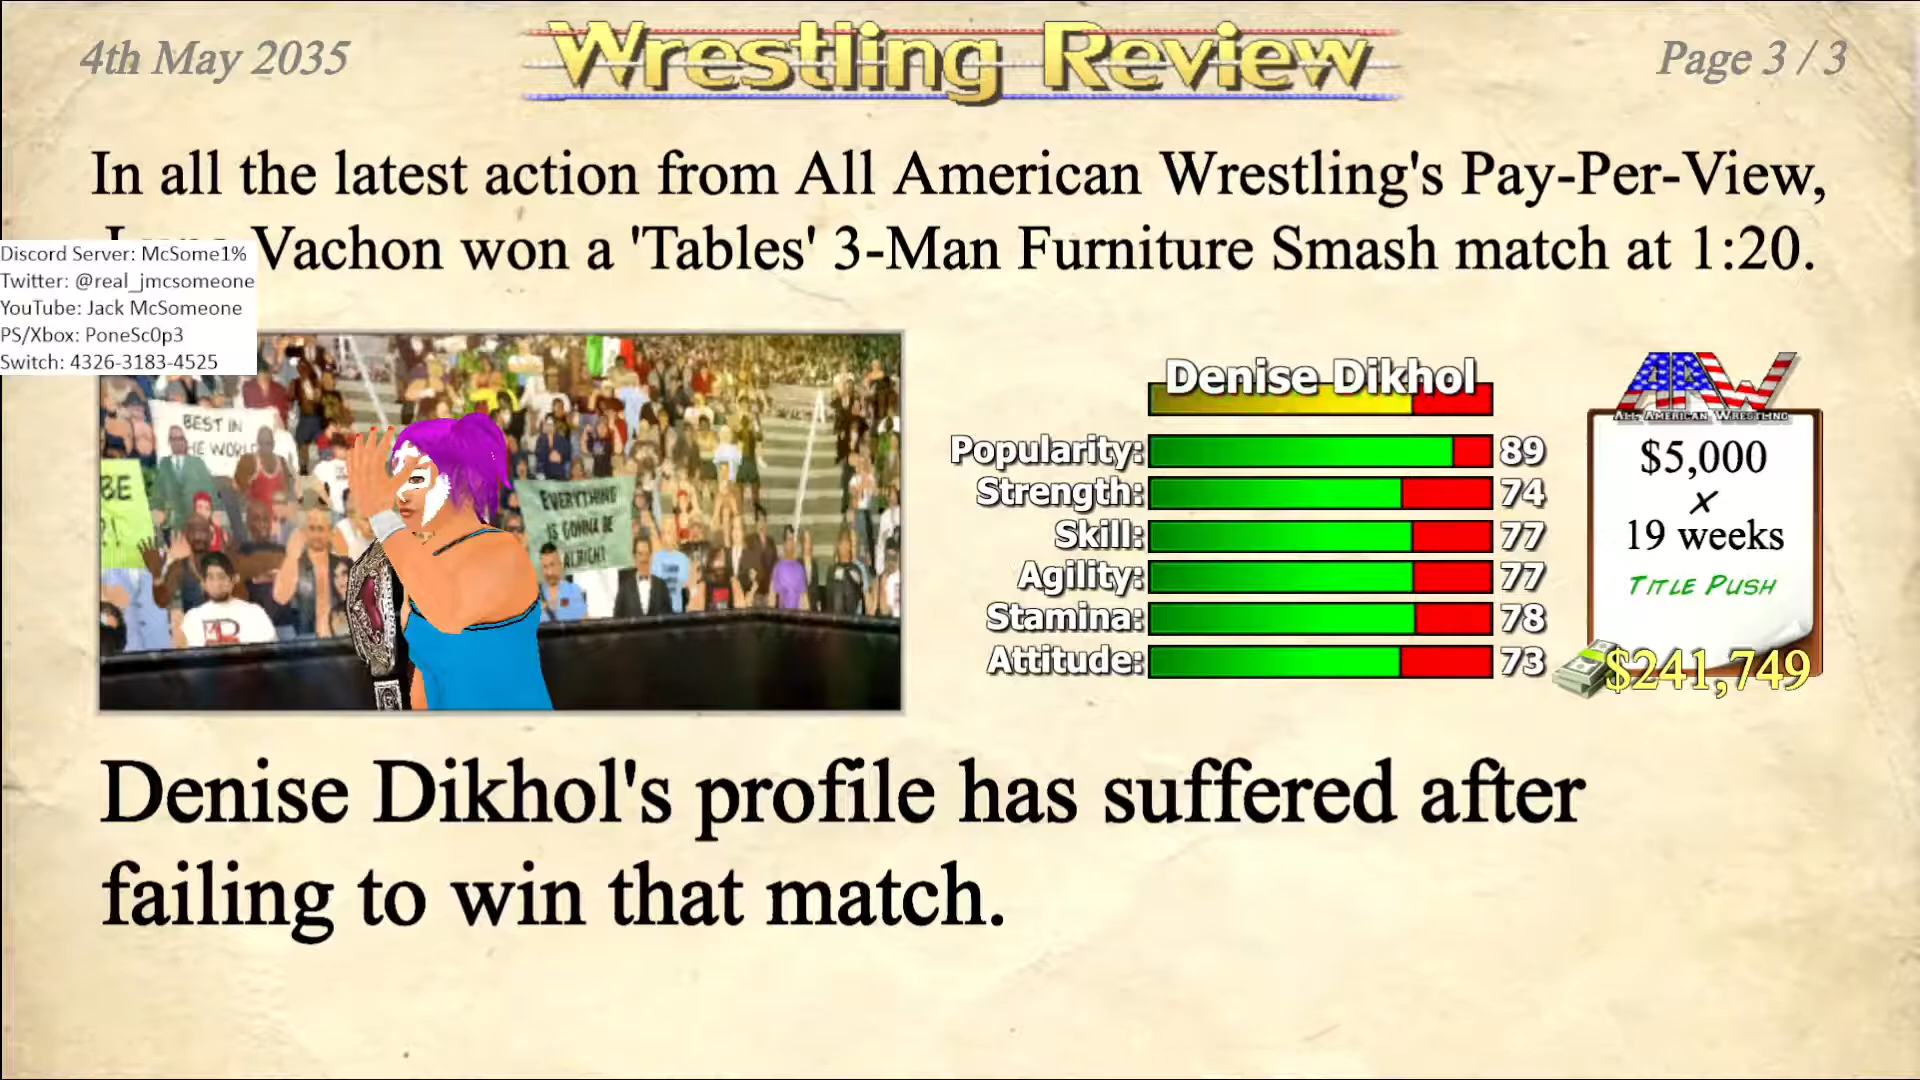 4th May 2035
Wrestling Review
Page 3 / 3
In all the latest action from All American Wrestling's Pay-Per-View,
Vachon won a 'Tables' 3-Man Furniture Smash match at 1:20.
Discord Server: McSome1%
Twitter: @real_jmcsomeone
YouTube: Jack McSomeone
PS/Xbox: PoneSc0p3
Switch: 4326-3183-4525
BEST IN
HE WORLD
BE
EVERYTHING
IS GONNA BE
ALRIGHT
Denise Dikhol
Popularity: 89
Strength: 74
Skill: 77
Agility: 77
Stamina: 78
Attitude: 73
AAW
ALL AMERICAN WRESTLING
$5,000
x
19 weeks
TITLE PUSH
$241,749
Denise Dikhol's profile has suffered after
failing to win that match.